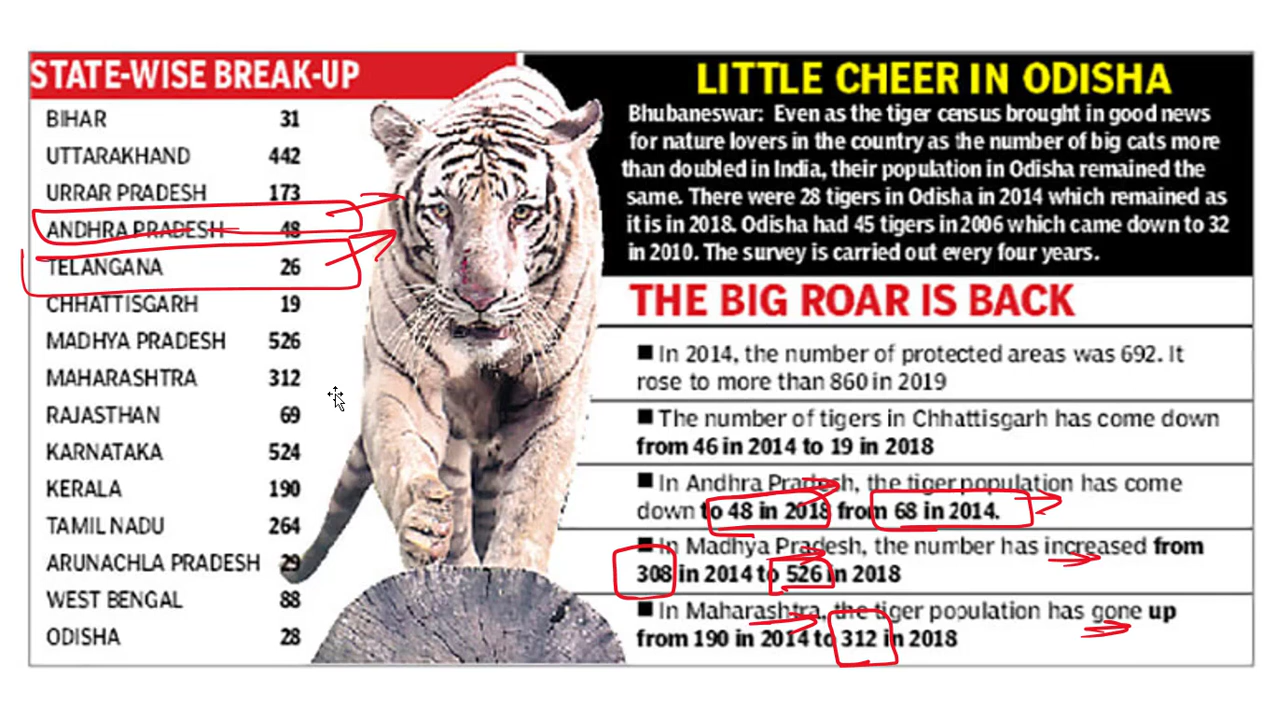 STATE-WISE BREAK-UP
BIHAR 31
UTTARAKHAND 442
URRAR PRADESH 173
ANDHRA PRADESH 48
TELANGANA 26
CHHATTISGARH 19
MADHYA PRADESH 526
MAHARASHTRA 312
RAJASTHAN 69
KARNATAKA 524
KERALA 190
TAMIL NADU 264
ARUNACHLA PRADESH 29
WEST BENGAL 88
ODISHA 28
LITTLE CHEER IN ODISHA
Bhubaneswar: Even as the tiger census brought in good news
for nature lovers in the country as the number of big cats more
than doubled in India, their population in Odisha remained the
same. There were 28 tigers in Odisha in 2014 which remained as
it is in 2018. Odisha had 45 tigers in 2006 which came down to 32
in 2010. The survey is carried out every four years.
THE BIG ROAR IS BACK
■ In 2014, the number of protected areas was 692. It
rose to more than 860 in 2019
■ The number of tigers in Chhattisgarh has come down
from 46 in 2014 to 19 in 2018
■ In Andhra Pradesh, the tiger population has come
down to 48 in 2018 from 68 in 2014.
■ In Madhya Pradesh, the number has increased from
308 in 2014 to 526 in 2018
■ In Maharashtra, the tiger population has gone up
from 190 in 2014 to 312 in 2018